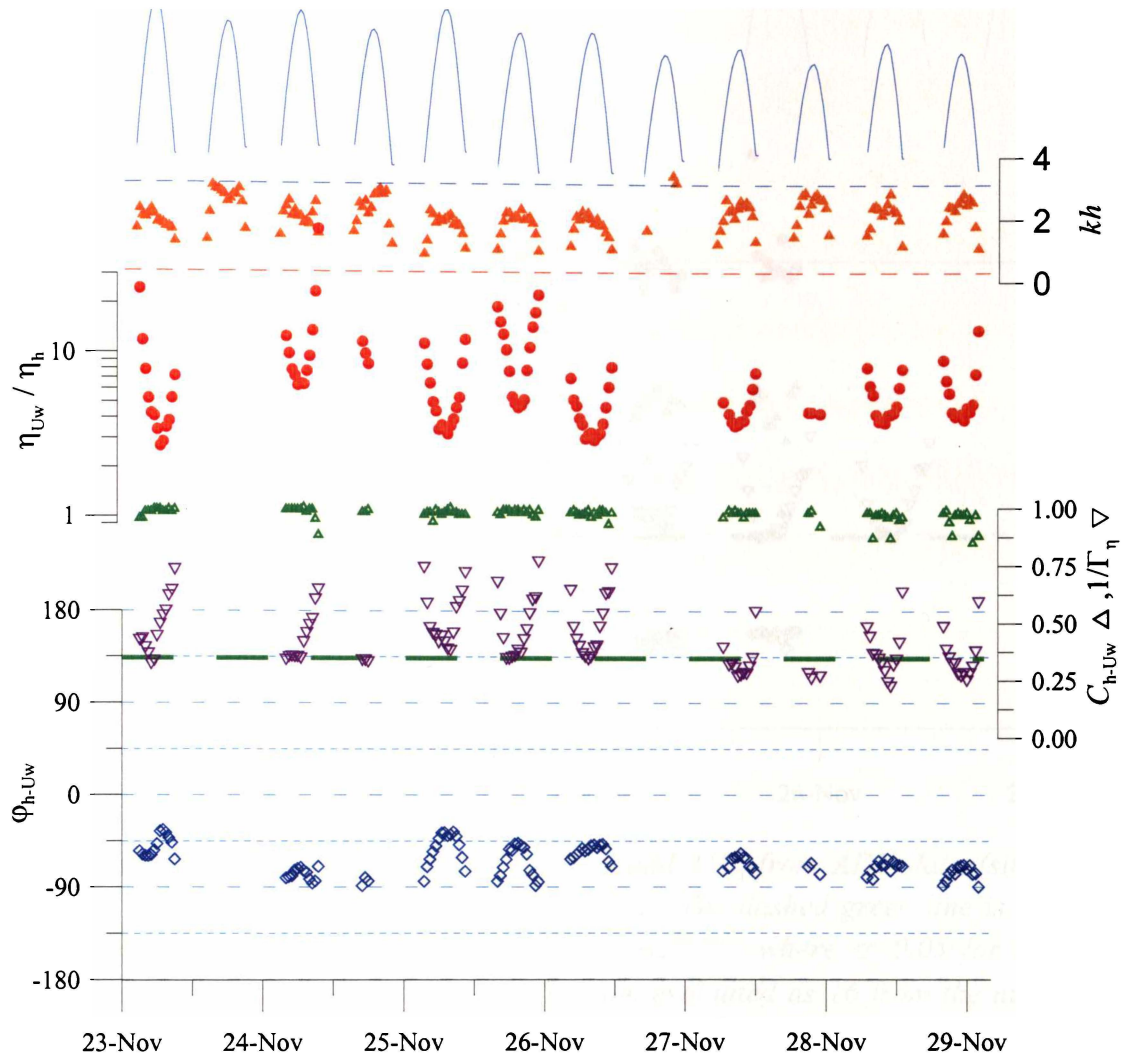 4
2
0
kh
10
1
η_Uw / η_h
1.00
0.75
0.50
0.25
0.00
C_h-Uw Δ ,1/Γ_η ∇
180
90
0
-90
-180
φ_h-Uw
23-Nov
24-Nov
25-Nov
26-Nov
27-Nov
28-Nov
29-Nov